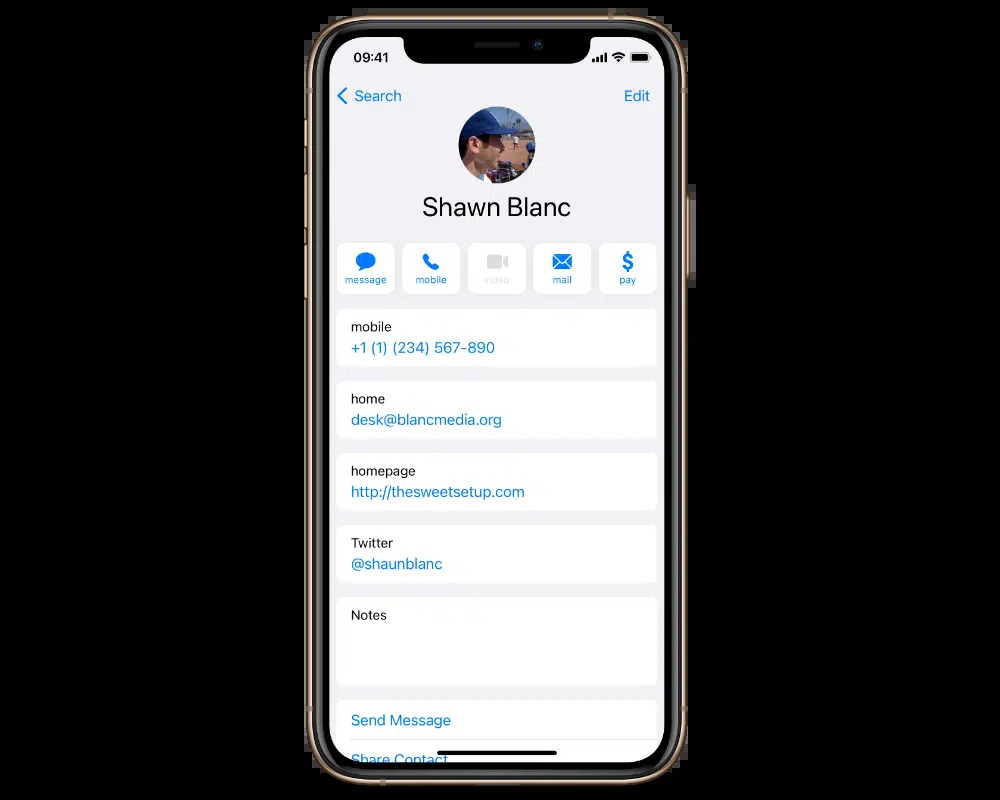 09:41
Search Edit
Shawn Blanc
message mobile video mail pay
mobile
+1 (1) (234) 567-890
home
desk@blancmedia.org
homepage
http://thesweetsetup.com
Twitter
@shaunblanc
Notes
Send Message
Share Contact